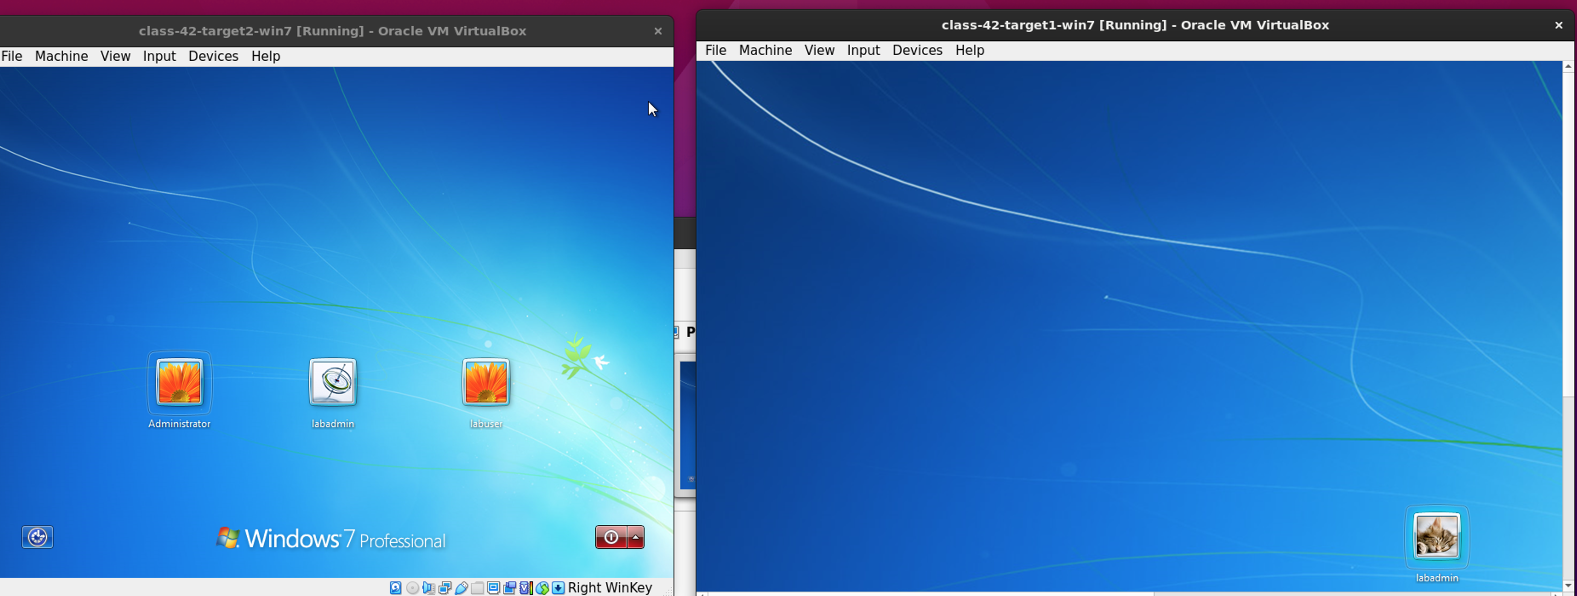 class-42-target2-win7 [Running] - Oracle VM VirtualBox
File Machine View Input Devices Help
Administrator
labadmin
labuser
Windows 7 Professional
Right WinKey
P
class-42-target1-win7 [Running] - Oracle VM VirtualBox
File Machine View Input Devices Help
labadmin